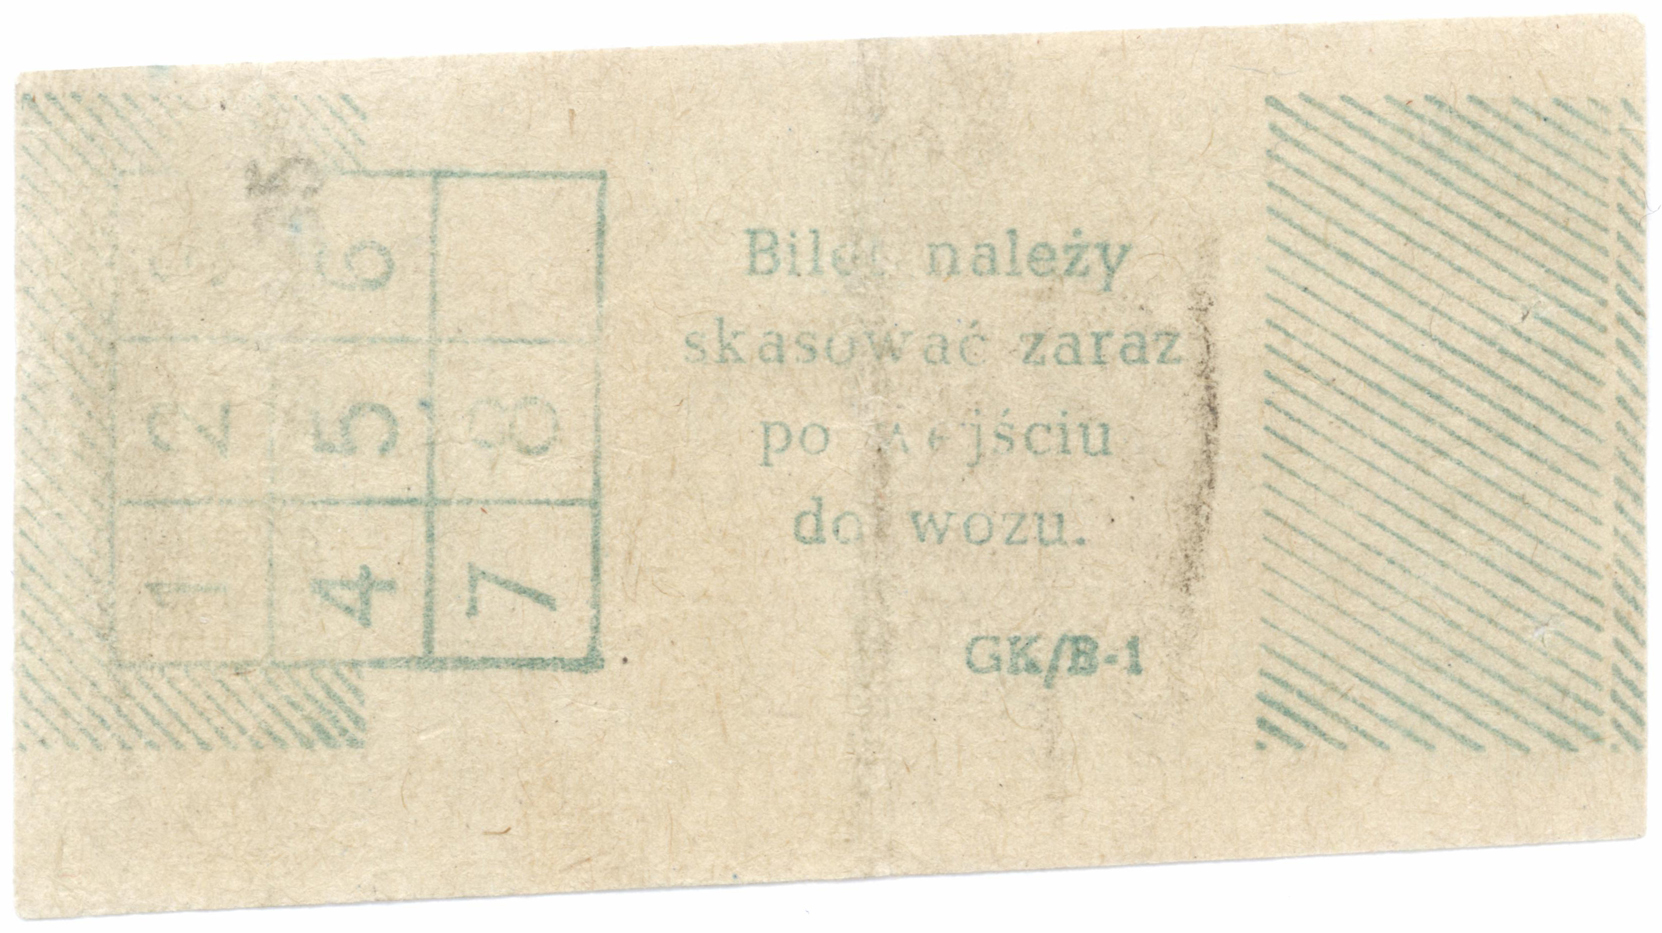 1 2 3
4 5 6
7 8
Bilet należy
skasować zaraz
po wejściu
do wozu.
GK/B-1